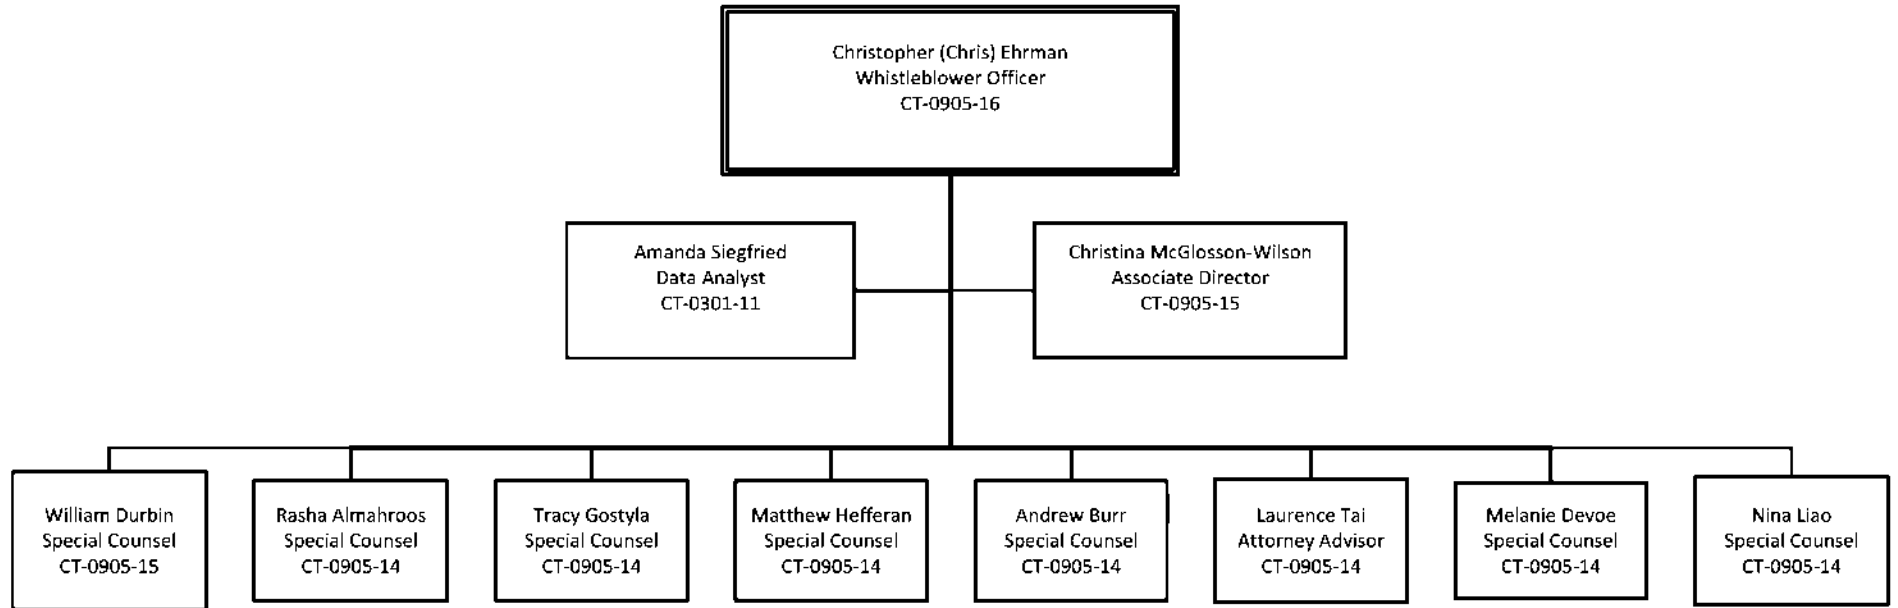 Christopher (Chris) Ehrman
Whistleblower Officer
CT-0905-16
Amanda Siegfried
Data Analyst
CT-0301-11
Christina McGlosson-Wilson
Associate Director
CT-0905-15
William Durbin
Special Counsel
CT-0905-15
Rasha Almahroos
Special Counsel
CT-0905-14
Tracy Gostyla
Special Counsel
CT-0905-14
Matthew Hefferan
Special Counsel
CT-0905-14
Andrew Burr
Special Counsel
CT-0905-14
Laurence Tai
Attorney Advisor
CT-0905-14
Melanie Devoe
Special Counsel
CT-0905-14
Nina Liao
Special Counsel
CT-0905-14